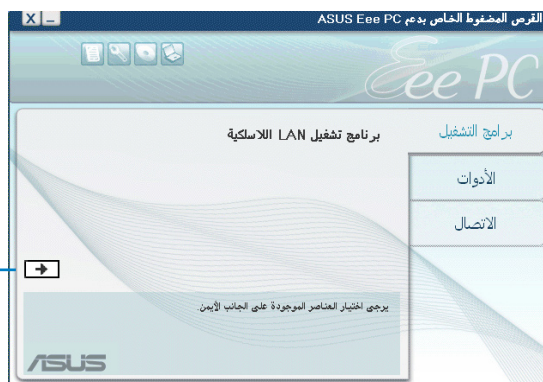 القرص المضغوط الخاص بدعم ASUS Eee PC
Eee PC
برامج التشغيل
الأدوات
الاتصال
برنامج تشغيل LAN اللاسلكية
يرجى اختيار العناصر الموجودة على الجانب الأيمن.
ASUS